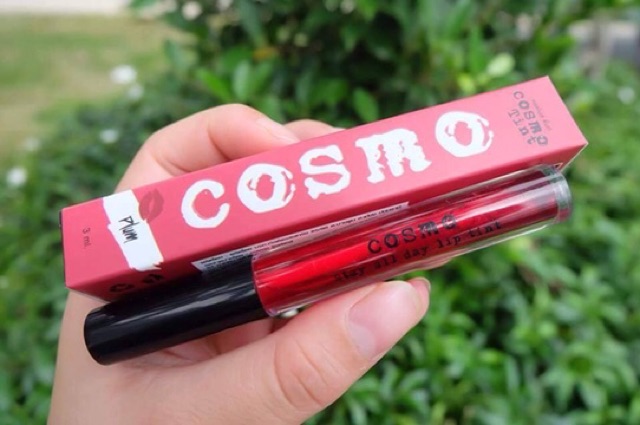 COSMO
Plum
3 ml.
COSMO
Tint
COSMO
stay all day lip tint